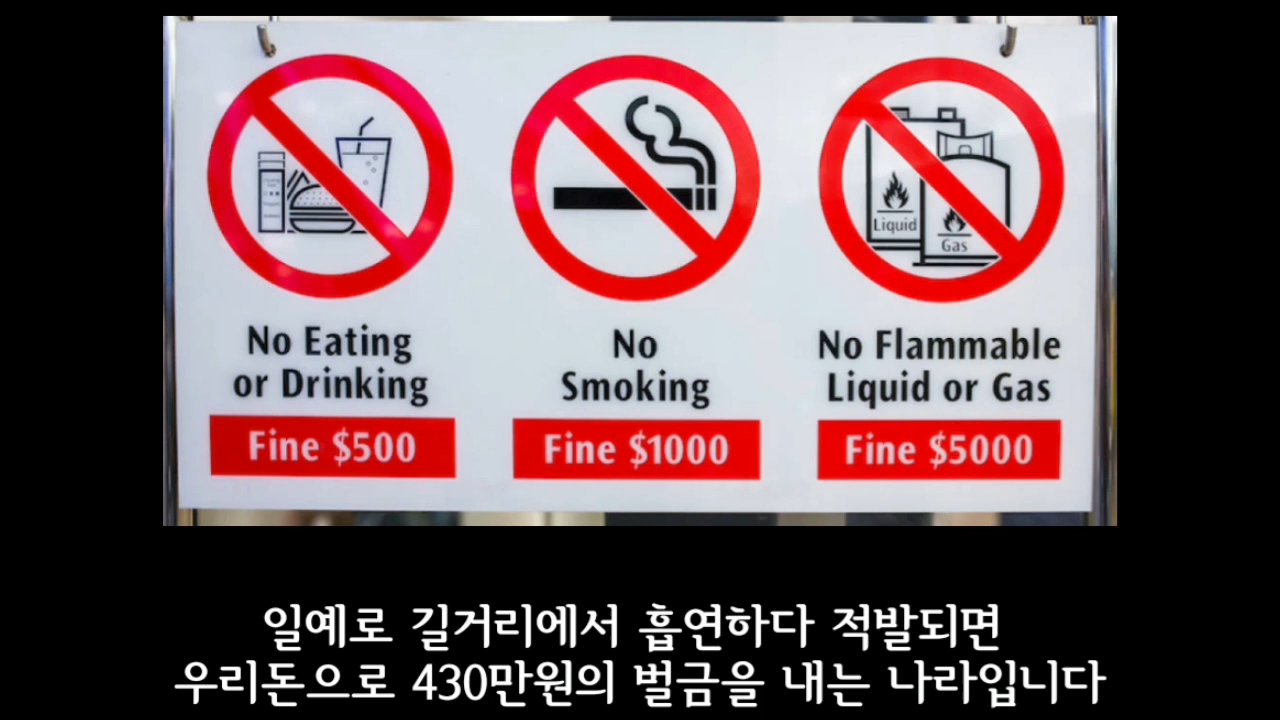 Liquid
Gas
No Eating
or Drinking
Fine $500
No
Smoking
Fine $1000
No Flammable
Liquid or Gas
Fine $5000
일예로 길거리에서 흡연하다 적발되면
우리돈으로 430만원의 벌금을 내는 나라입니다